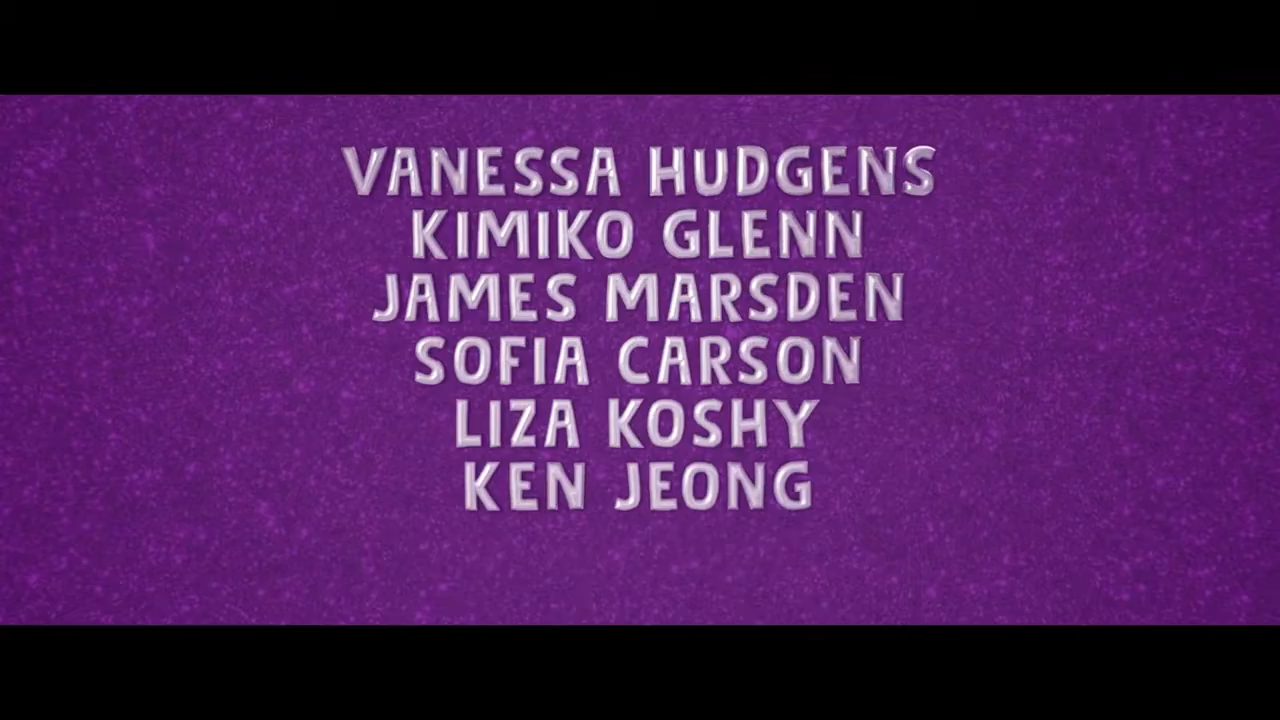 VANESSA HUDGENS
KIMIKO GLENN
JAMES MARSDEN
SOFIA CARSON
LIZA KOSHY
KEN JEONG